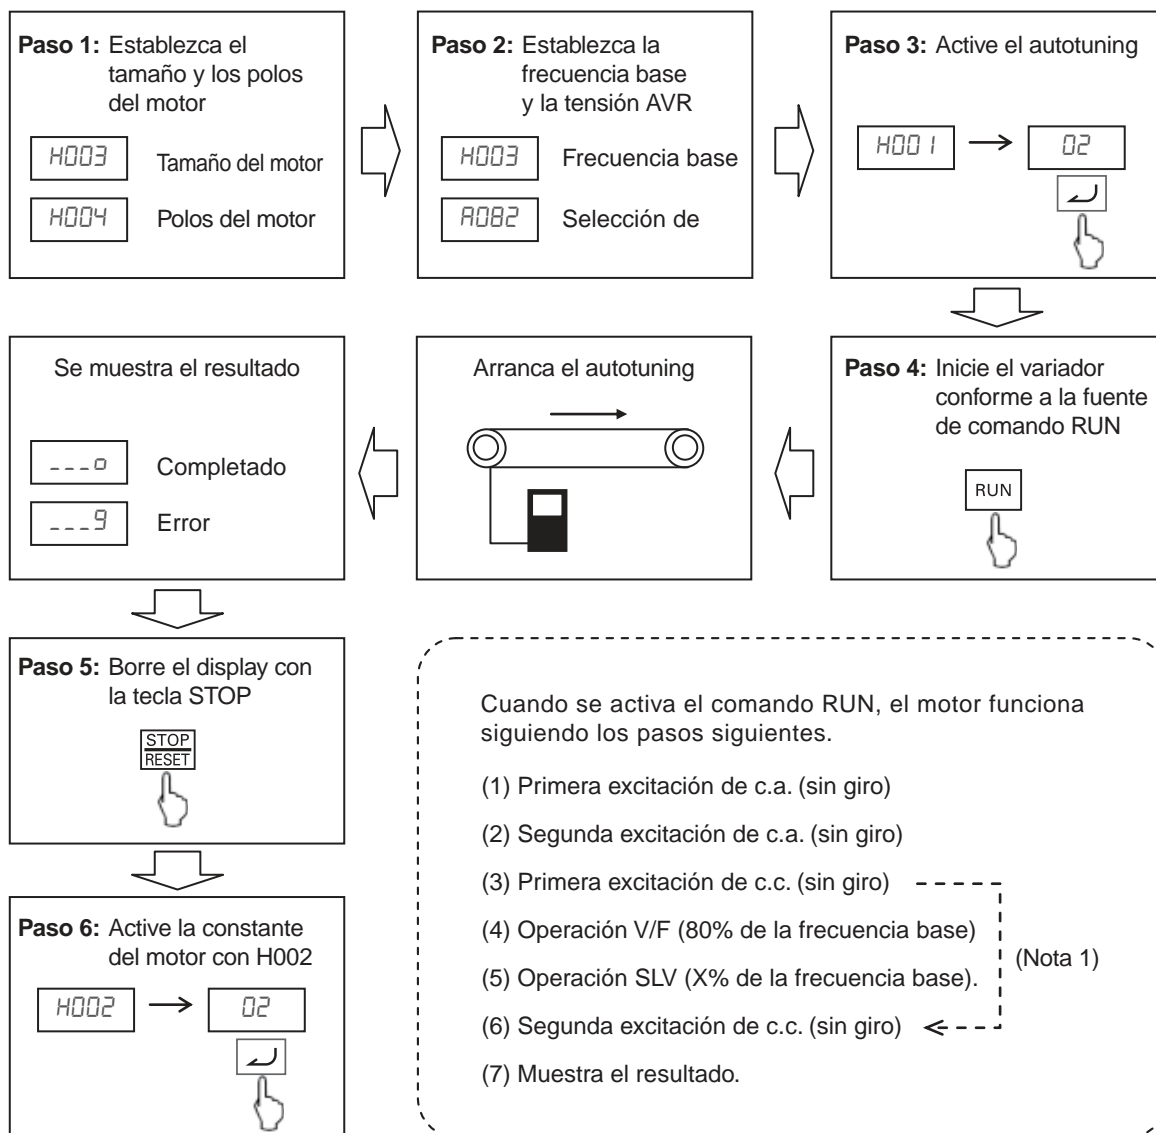 Paso 1: Establezca el
tamaño y los polos
del motor
H003 Tamaño del motor
H004 Polos del motor
Paso 2: Establezca la
frecuencia base
y la tensión AVR
H003 Frecuencia base
A082 Selección de
Paso 3: Active el autotuning
H001 02
Se muestra el resultado
___o Completado
___9 Error
Arranca el autotuning
Paso 4: Inicie el variador
conforme a la fuente
de comando RUN
RUN
Paso 5: Borre el display con
la tecla STOP
STOP
RESET
Paso 6: Active la constante
del motor con H002
H002 02
Cuando se activa el comando RUN, el motor funciona
siguiendo los pasos siguientes.
(1) Primera excitación de c.a. (sin giro)
(2) Segunda excitación de c.a. (sin giro)
(3) Primera excitación de c.c. (sin giro)
(4) Operación V/F (80% de la frecuencia base)
(5) Operación SLV (X% de la frecuencia base).
(Nota 1)
(6) Segunda excitación de c.c. (sin giro)
(7) Muestra el resultado.